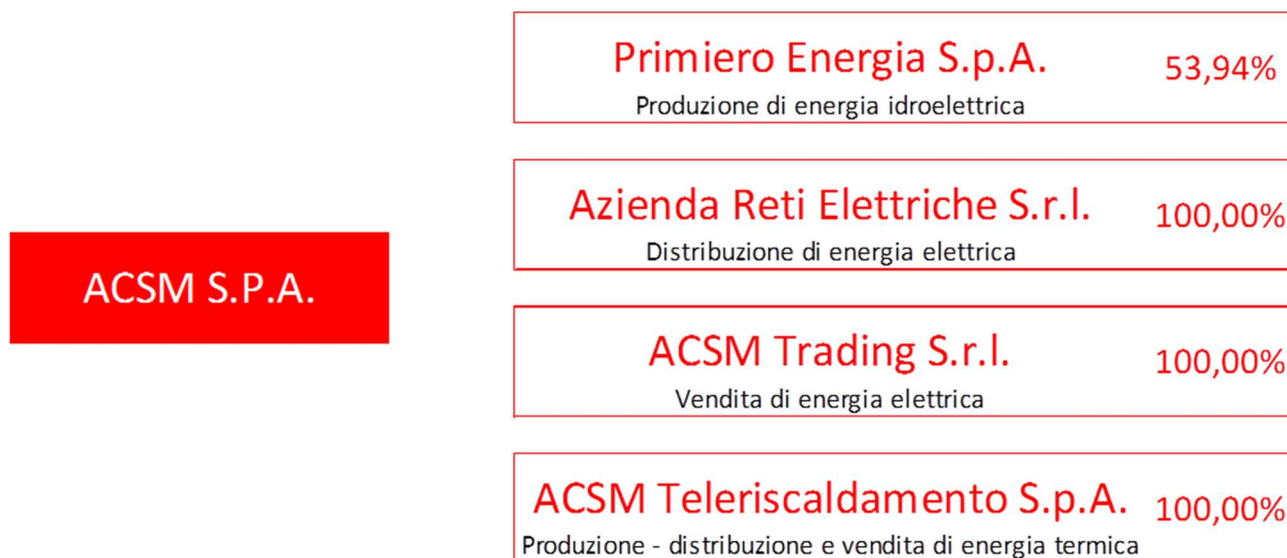 Primiero Energia S.p.A. 53,94%
Produzione di energia idroelettrica
Azienda Reti Elettriche S.r.l. 100,00%
Distribuzione di energia elettrica
ACSM S.P.A.
ACSM Trading S.r.l. 100,00%
Vendita di energia elettrica
ACSM Teleriscaldamento S.p.A. 100,00%
Produzione - distribuzione e vendita di energia termica